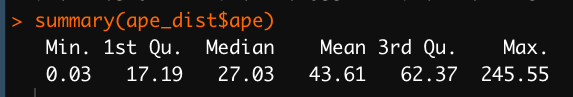 > summary(ape_dist$ape)
Min. 1st Qu. Median Mean 3rd Qu. Max.
0.03 17.19 27.03 43.61 62.37 245.55